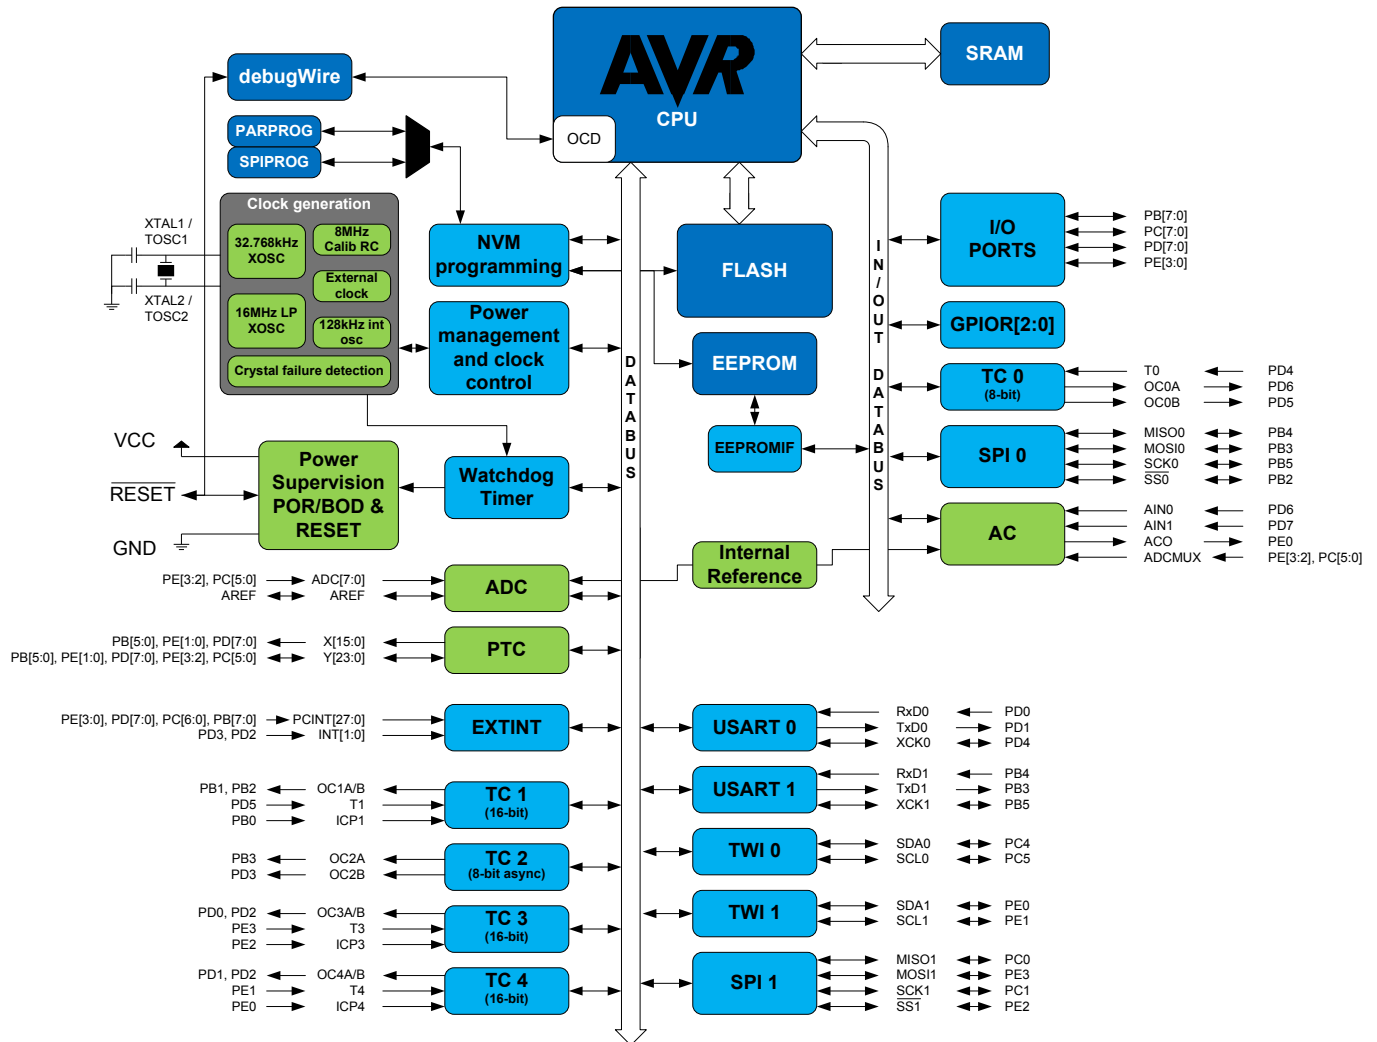 AVR
CPU
OCD
SRAM
debugWire
PARPROG
SPIPROG
Clock generation
XTAL1 /
TOSC1
32.768kHz
XOSC
8MHz
Calib RC
External
clock
XTAL2 /
TOSC2
16MHz LP
XOSC
128kHz int
osc
Crystal failure detection
NVM
programming
Power
management
and clock
control
FLASH
EEPROM
EEPROMIF
DATABUS
IN/OUT DATABUS
I/O
PORTS
PB[7:0]
PC[7:0]
PD[7:0]
PE[3:0]
GPIOR[2:0]
TC 0
(8-bit)
T0 PD4
OC0A PD6
OC0B PD5
SPI 0
MISO0 PB4
MOSI0 PB3
SCK0 PB5
SS0 PB2
AC
AIN0 PD6
AIN1 PD7
ACO PE0
ADCMUX PE[3:2], PC[5:0]
VCC
RESET
GND
Power
Supervision
POR/BOD &
RESET
Watchdog
Timer
Internal
Reference
PE[3:2], PC[5:0] ADC[7:0]
AREF AREF
ADC
PB[5:0], PE[1:0], PD[7:0] X[15:0]
PB[5:0], PE[1:0], PD[7:0], PE[3:2], PC[5:0] Y[23:0]
PTC
PE[3:0], PD[7:0], PC[6:0], PB[7:0] PCINT[27:0]
PD3, PD2 INT[1:0]
EXTINT
PB1, PB2 OC1A/B
PD5 T1
PB0 ICP1
TC 1
(16-bit)
PB3 OC2A
PD3 OC2B
TC 2
(8-bit async)
PD0, PD2 OC3A/B
PE3 T3
PE2 ICP3
TC 3
(16-bit)
PD1, PD2 OC4A/B
PE1 T4
PE0 ICP4
TC 4
(16-bit)
USART 0
RxD0 PD0
TxD0 PD1
XCK0 PD4
USART 1
RxD1 PB4
TxD1 PB3
XCK1 PB5
TWI 0
SDA0 PC4
SCL0 PC5
TWI 1
SDA1 PE0
SCL1 PE1
SPI 1
MISO1 PC0
MOSI1 PE3
SCK1 PC1
SS1 PE2